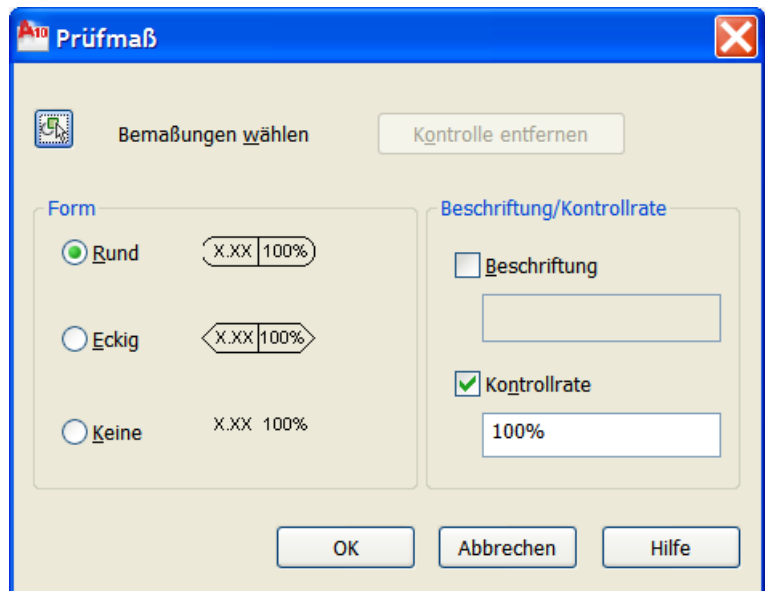 A10 Prüfmaß
Bemaßungen wählen
Kontrolle entfernen
Form
Rund
X.XX 100%
Eckig
X.XX 100%
Keine
X.XX 100%
Beschriftung/Kontrollrate
Beschriftung
Kontrollrate
100%
OK
Abbrechen
Hilfe